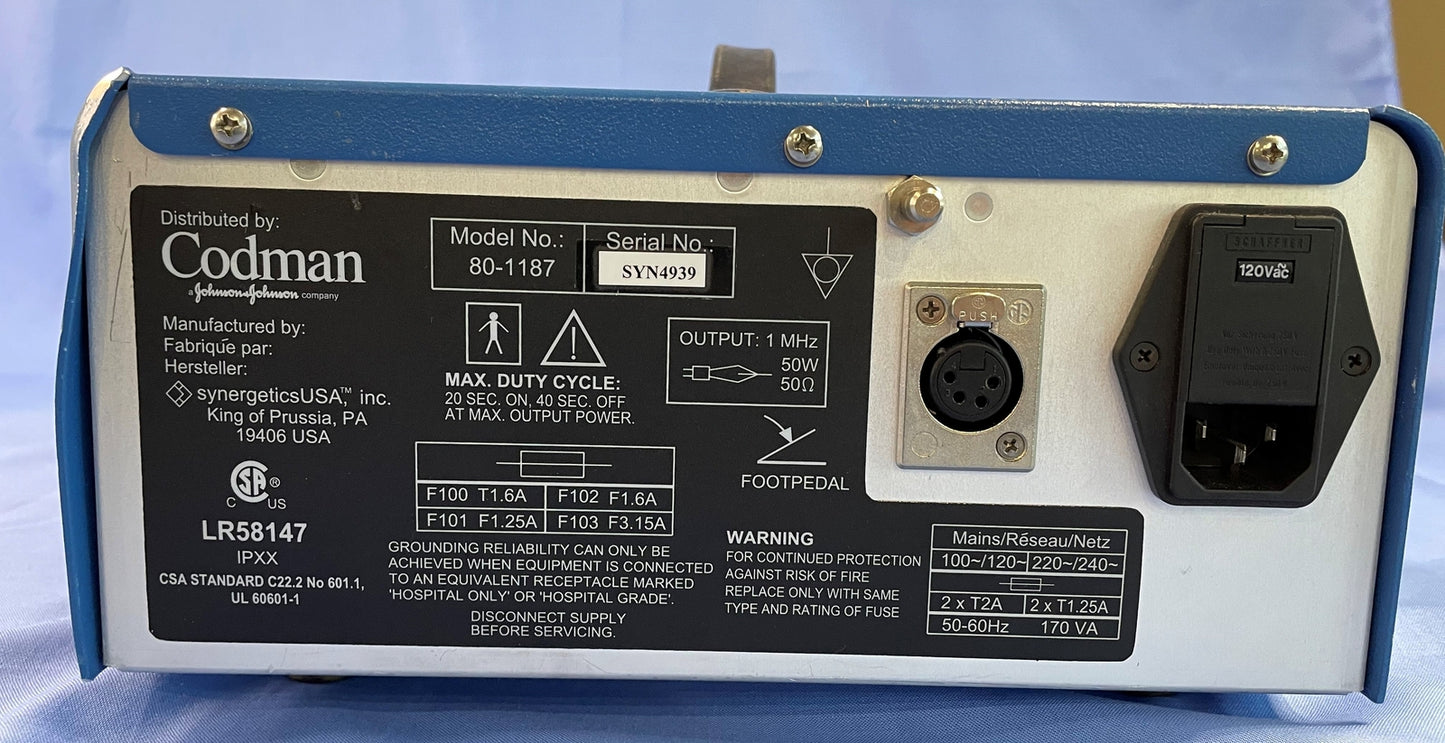 Distributed by:
Codman
a Johnson & Johnson company
Manufactured by:
Fabriqué par:
Hersteller:
synergeticsUSA,™ inc.
King of Prussia, PA
19406 USA
SA®
C US
LR58147
IPXX
CSA STANDARD C22.2 No 601.1,
UL 60601-1
Model No.:
80-1187
Serial No.:
SYN4939
MAX. DUTY CYCLE:
20 SEC. ON, 40 SEC. OFF
AT MAX. OUTPUT POWER.
OUTPUT: 1 MHz
50W
50Ω
F100 T1.6A F102 F1.6A
F101 F1.25A F103 F3.15A
GROUNDING RELIABILITY CAN ONLY BE
ACHIEVED WHEN EQUIPMENT IS CONNECTED
TO AN EQUIVALENT RECEPTACLE MARKED
'HOSPITAL ONLY' OR 'HOSPITAL GRADE'.
DISCONNECT SUPPLY
BEFORE SERVICING.
FOOTPEDAL
WARNING
FOR CONTINUED PROTECTION
AGAINST RISK OF FIRE
REPLACE ONLY WITH SAME
TYPE AND RATING OF FUSE
Mains/Réseau/Netz
100~/120~ 220~/240~
2 x T2A 2 x T1.25A
50-60Hz 170 VA
PUSH
SCHAFFNER
120Vac~